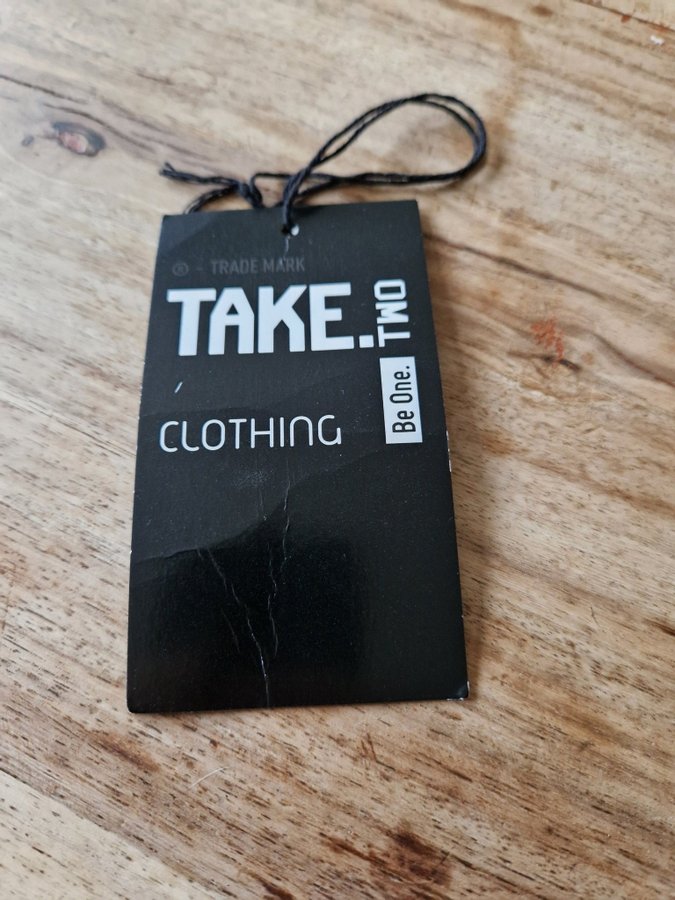 ® - TRADE MARK
TAKE.TWO
Be One.
CLOTHING